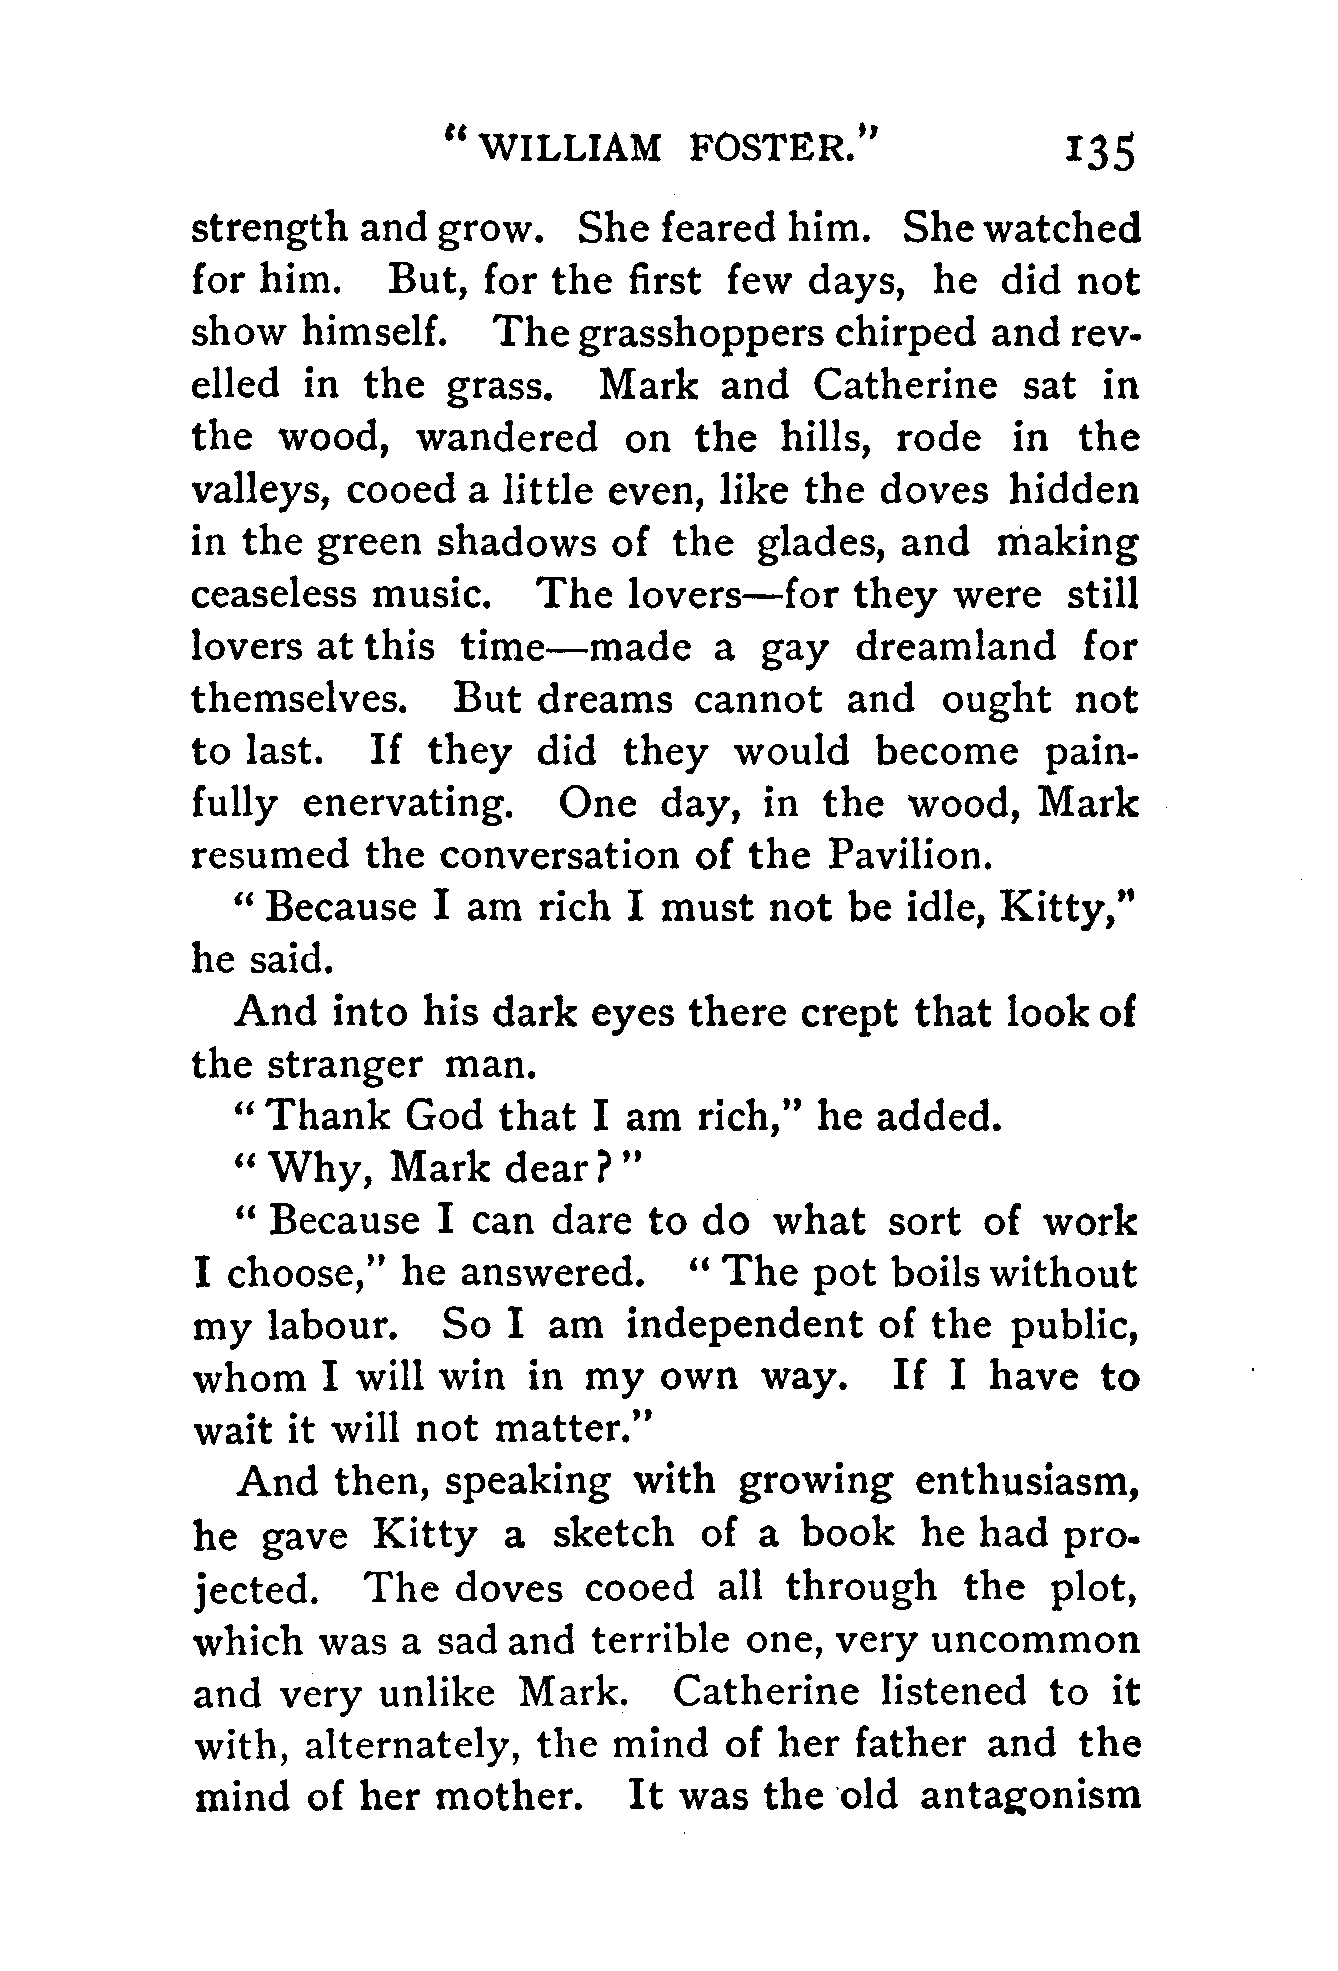 "WILLIAM FOSTER." 135
strength and grow. She feared him. She watched
for him. But, for the first few days, he did not
show himself. The grasshoppers chirped and rev-
elled in the grass. Mark and Catherine sat in
the wood, wandered on the hills, rode in the
valleys, cooed a little even, like the doves hidden
in the green shadows of the glades, and making
ceaseless music. The lovers—for they were still
lovers at this time—made a gay dreamland for
themselves. But dreams cannot and ought not
to last. If they did they would become pain-
fully enervating. One day, in the wood, Mark
resumed the conversation of the Pavilion.
"Because I am rich I must not be idle, Kitty,"
he said.
And into his dark eyes there crept that look of
the stranger man.
"Thank God that I am rich," he added.
"Why, Mark dear?"
"Because I can dare to do what sort of work
I choose," he answered. "The pot boils without
my labour. So I am independent of the public,
whom I will win in my own way. If I have to
wait it will not matter."
And then, speaking with growing enthusiasm,
he gave Kitty a sketch of a book he had pro-
jected. The doves cooed all through the plot,
which was a sad and terrible one, very uncommon
and very unlike Mark. Catherine listened to it
with, alternately, the mind of her father and the
mind of her mother. It was the old antagonism